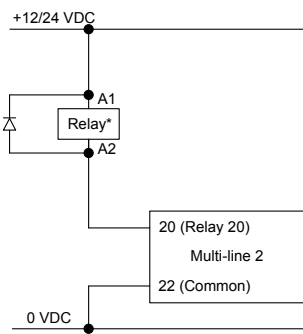 +12/24 VDC
A1
Relay*
A2
20 (Relay 20)
Multi-line 2
22 (Common)
0 VDC